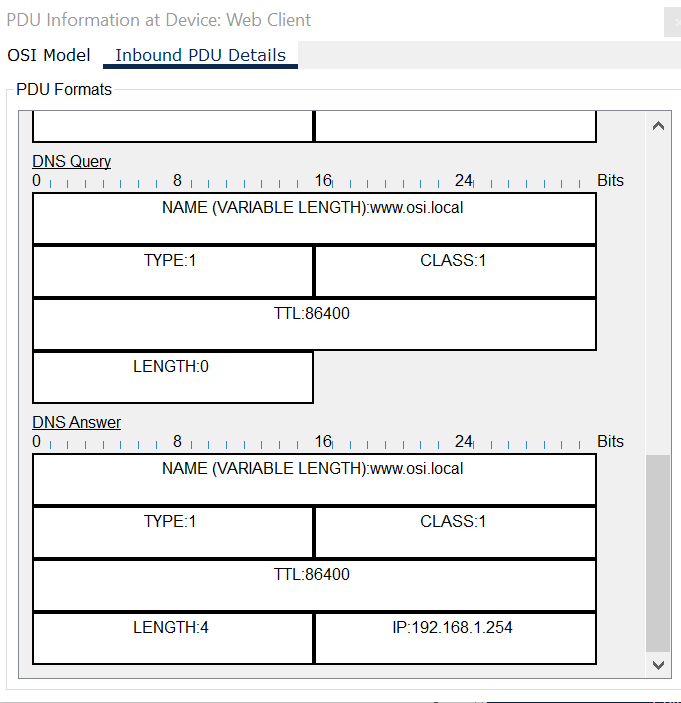 PDU Information at Device: Web Client
OSI Model Inbound PDU Details
PDU Formats
DNS Query
0 8 16 24 Bits
NAME (VARIABLE LENGTH):www.osi.local
TYPE:1 CLASS:1
TTL:86400
LENGTH:0
DNS Answer
0 8 16 24 Bits
NAME (VARIABLE LENGTH):www.osi.local
TYPE:1 CLASS:1
TTL:86400
LENGTH:4 IP:192.168.1.254